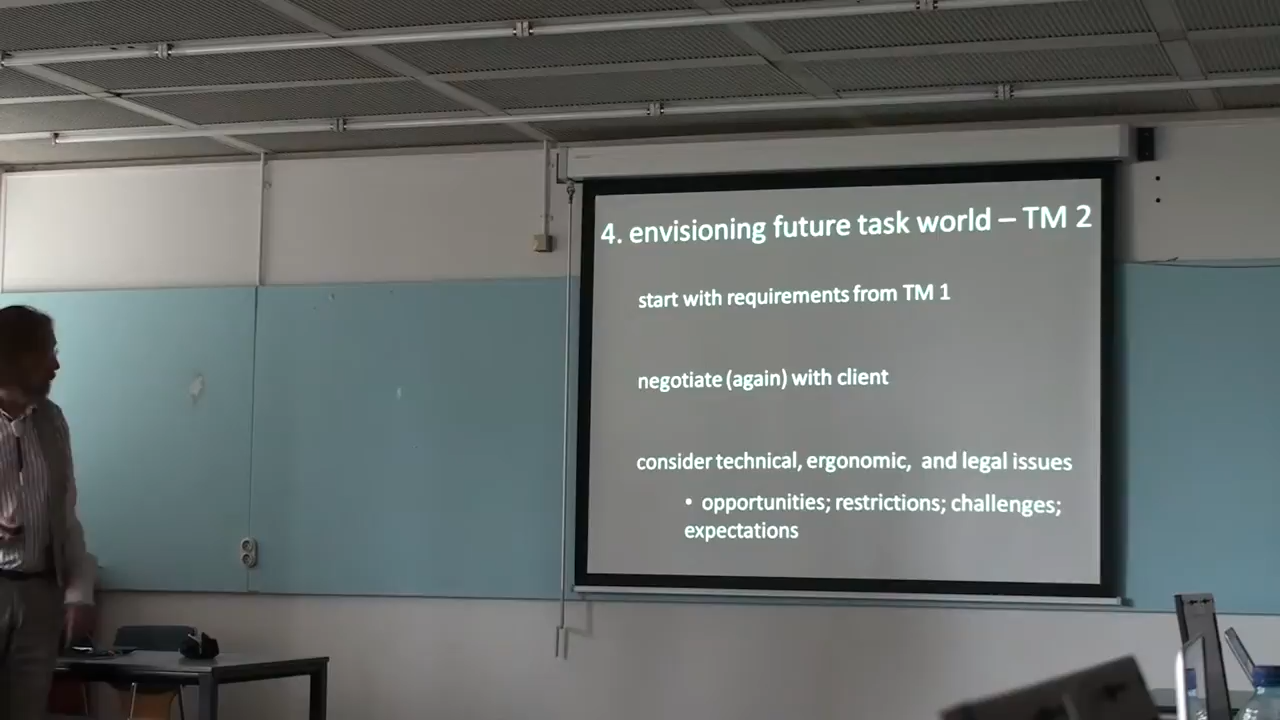 4. envisioning future task world – TM 2
start with requirements from TM 1
negotiate (again) with client
consider technical, ergonomic, and legal issues
• opportunities; restrictions; challenges;
expectations